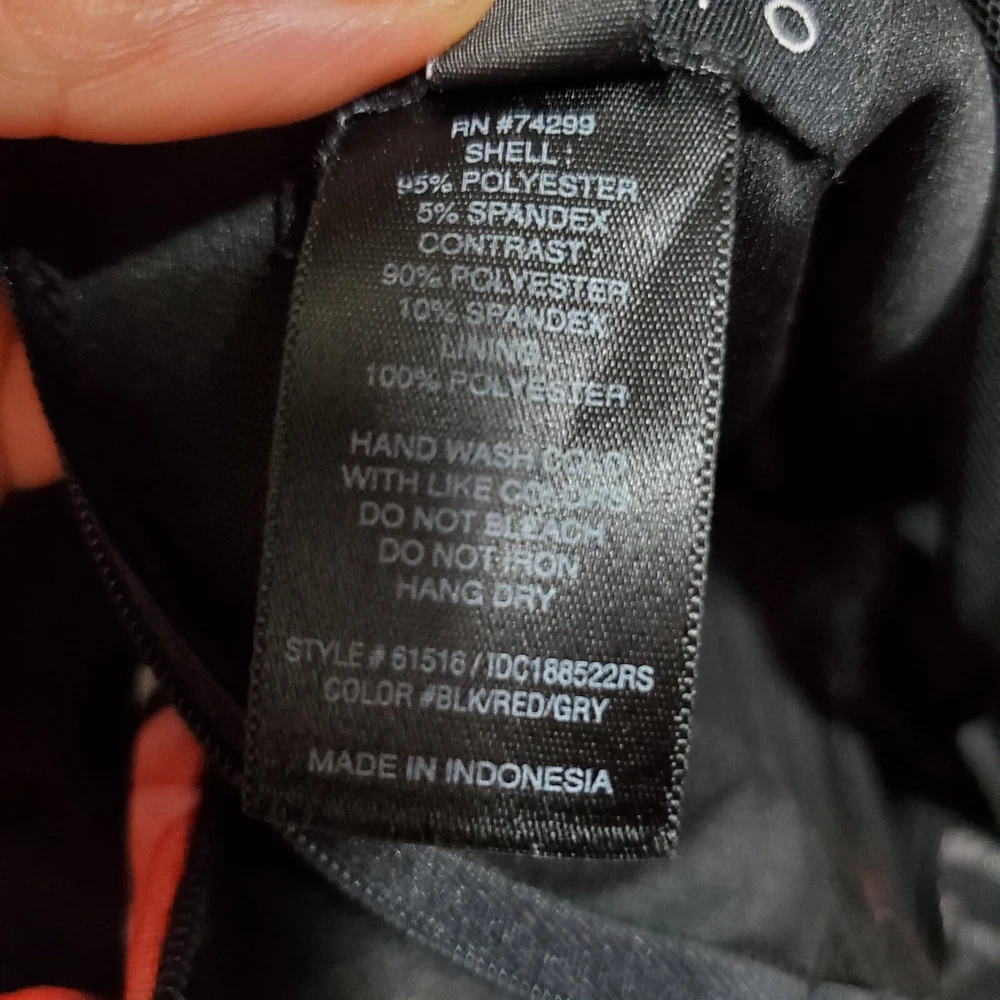 O
RN #74299
SHELL :
95% POLYESTER
5% SPANDEX
CONTRAST:
90% POLYESTER
10% SPANDEX
LINING:
100% POLYESTER
HAND WASH COLD
WITH LIKE COLORS
DO NOT BLEACH
DO NOT IRON
HANG DRY
STYLE # 61516 / IDC188522RS
COLOR #BLK/RED/GRY
MADE IN INDONESIA